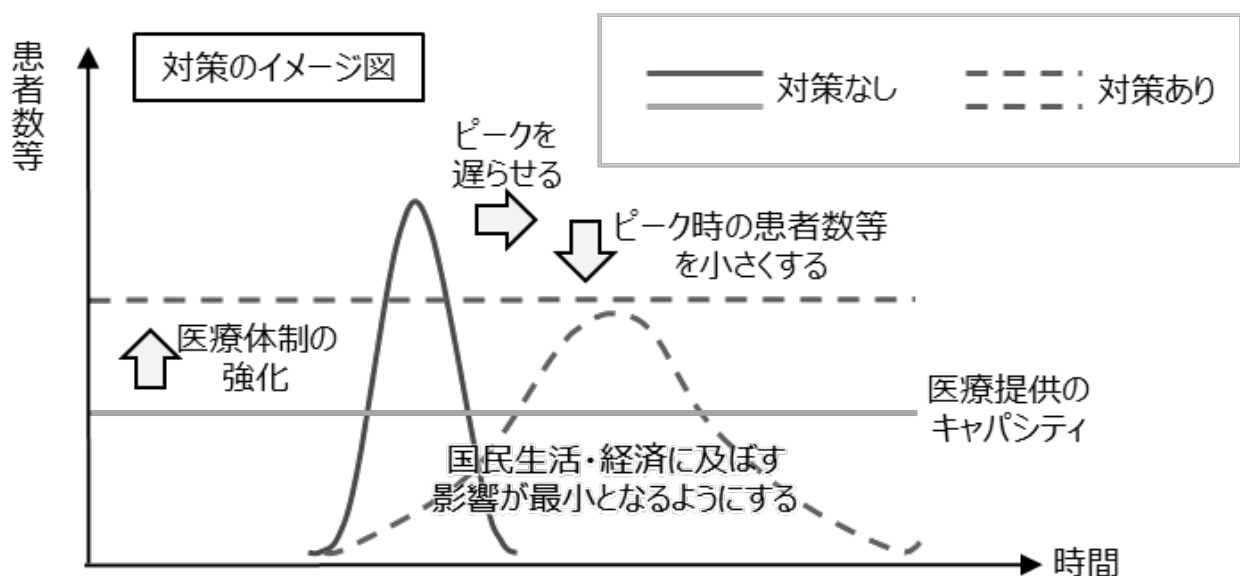 患者数等
対策のイメージ図
対策なし
対策あり
ピークを
遅らせる
ピーク時の患者数等
を小さくする
医療体制の
強化
医療提供の
キャパシティ
国民生活・経済に及ぼす
影響が最小となるようにする
時間